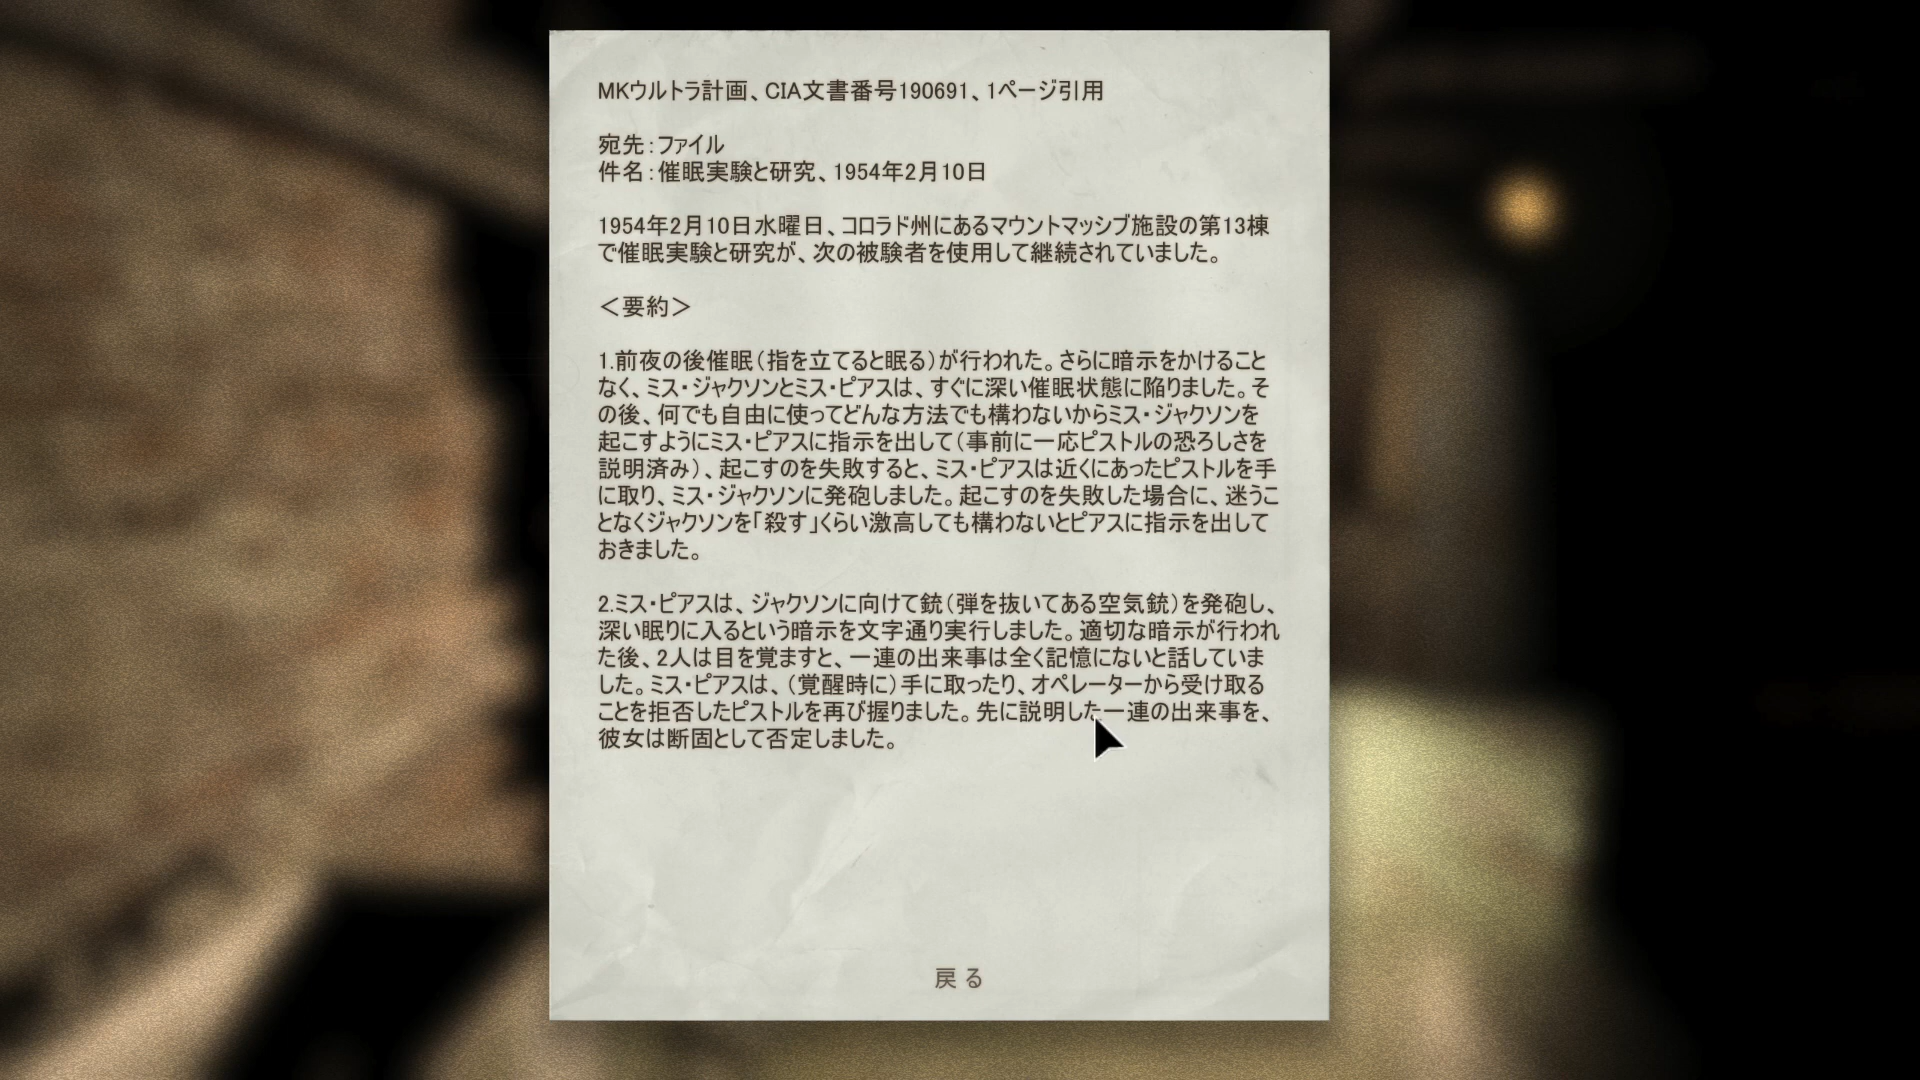 MKウルトラ計画、CIA文書番号190691、1ページ引用
宛先：ファイル
件名：催眠実験と研究、1954年2月10日
1954年2月10日水曜日、コロラド州にあるマウントマッシブ施設の第13棟
で催眠実験と研究が、次の被験者を使用して継続されていました。
＜要約＞
1.前夜の後催眠（指を立てると眠る）が行われた。さらに暗示をかけること
なく、ミス・ジャクソンとミス・ピアスは、すぐに深い催眠状態に陥りました。そ
の後、何でも自由に使ってどんな方法でも構わないからミス・ジャクソンを
起こすようにミス・ピアスに指示を出して（事前に一応ピストルの恐ろしさを
説明済み）、起こすのを失敗すると、ミス・ピアスは近くにあったピストルを手
に取り、ミス・ジャクソンに発砲しました。起こすのを失敗した場合に、迷うこ
となくジャクソンを「殺す」くらい激高しても構わないとピアスに指示を出して
おきました。
2.ミス・ピアスは、ジャクソンに向けて銃（弾を抜いてある空気銃）を発砲し、
深い眠りに入るという暗示を文字通り実行しました。適切な暗示が行われ
た後、2人は目を覚ますと、一連の出来事は全く記憶にないと話していま
した。ミス・ピアスは、（覚醒時に）手に取ったり、オペレーターから受け取る
ことを拒否したピストルを再び握りました。先に説明した一連の出来事を、
彼女は断固として否定しました。
戻る